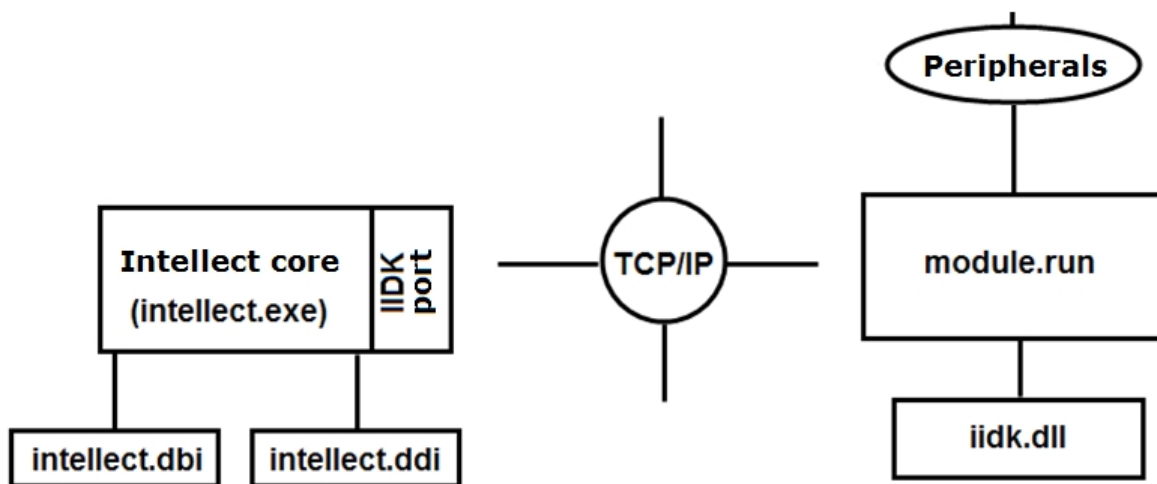 Peripherals
Intellect core
(intellect.exe)
IIDK
port
TCP/IP
module.run
intellect.dbi
intellect.ddi
iidk.dll